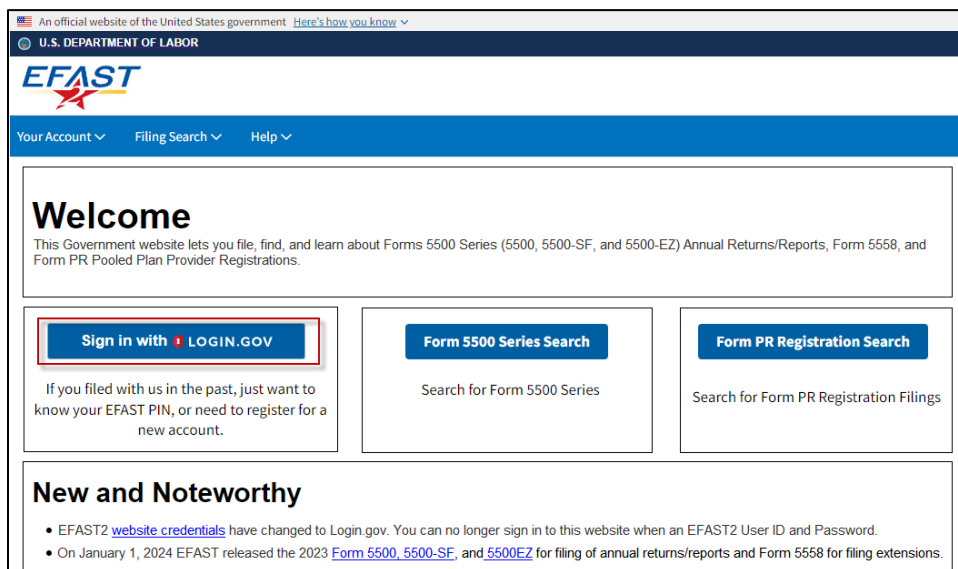 An official website of the United States government Here's how you know
U.S. DEPARTMENT OF LABOR
EFAST
Your Account Filing Search Help
Welcome
This Government website lets you file, find, and learn about Forms 5500 Series (5500, 5500-SF, and 5500-EZ) Annual Returns/Reports, Form 5558, and
Form PR Pooled Plan Provider Registrations.
Sign in with LOGIN.GOV
If you filed with us in the past, just want to
know your EFAST PIN, or need to register for a
new account.
Form 5500 Series Search
Search for Form 5500 Series
Form PR Registration Search
Search for Form PR Registration Filings
New and Noteworthy
• EFAST2 website credentials have changed to Login.gov. You can no longer sign in to this website when an EFAST2 User ID and Password.
• On January 1, 2024 EFAST released the 2023 Form 5500, 5500-SF, and 5500EZ for filing of annual returns/reports and Form 5558 for filing extensions.